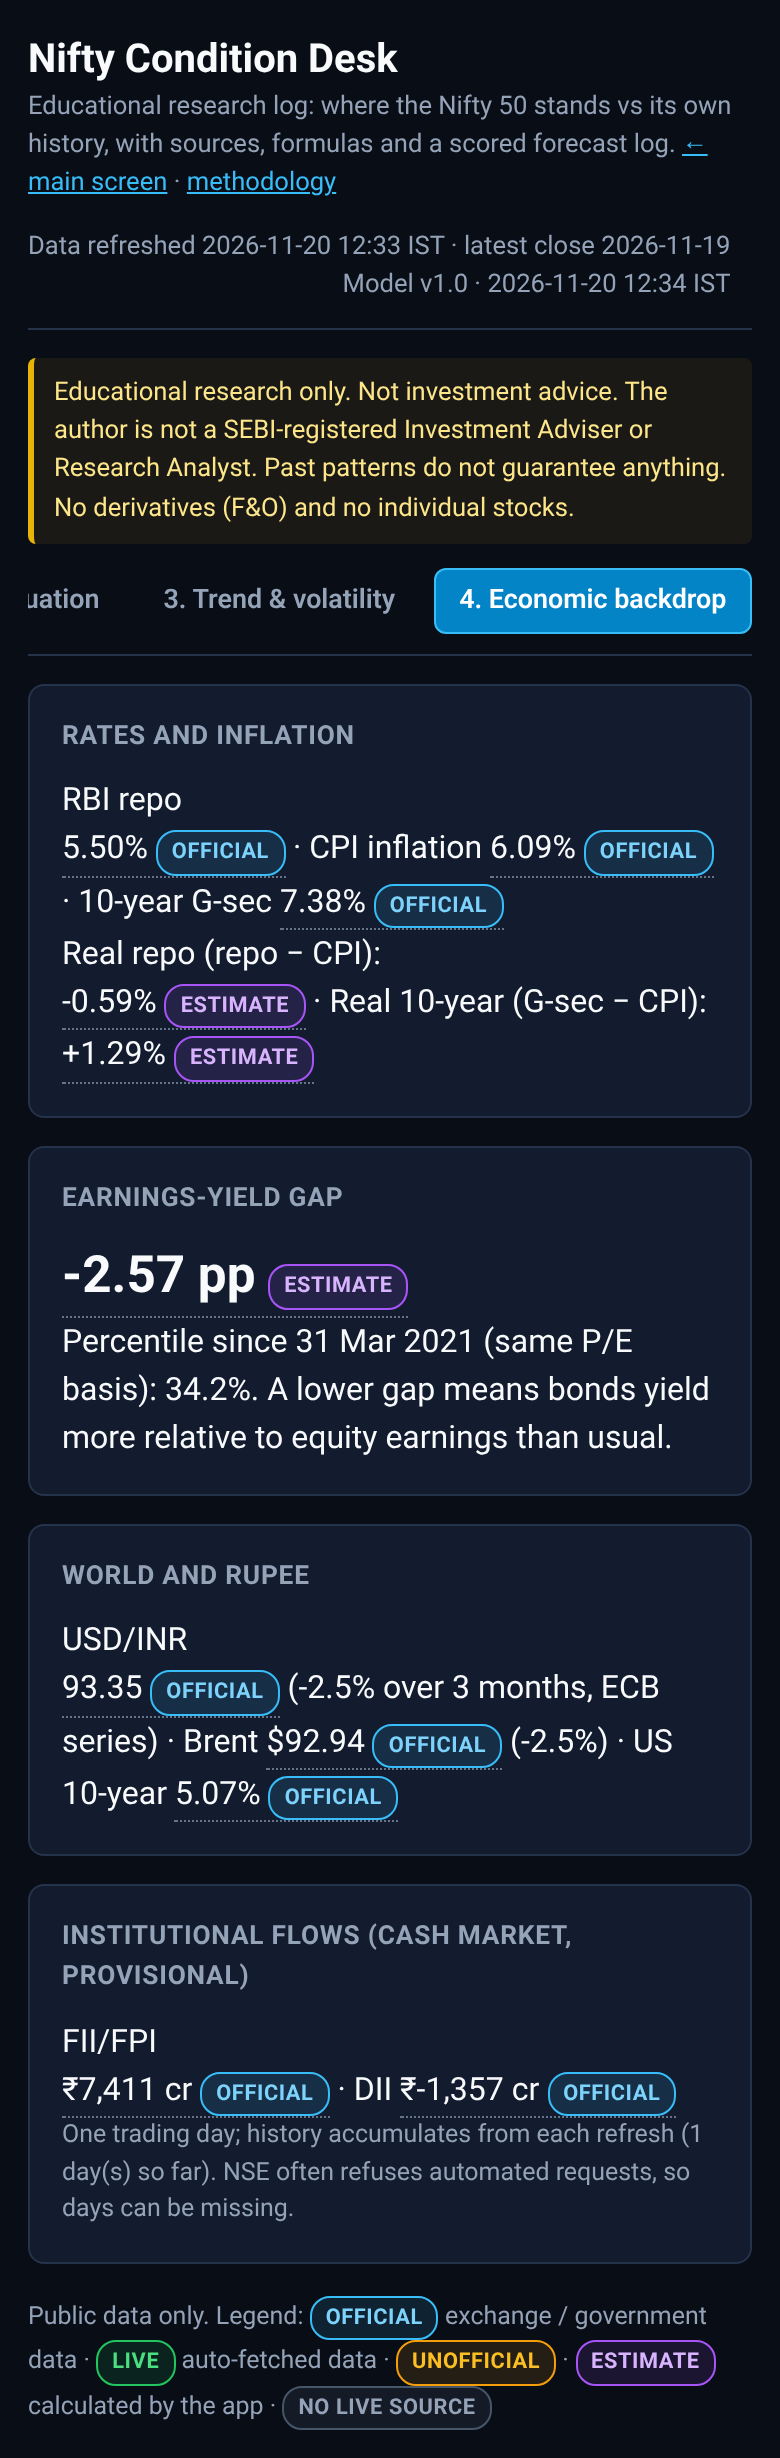 Nifty Condition Desk
Educational research log: where the Nifty 50 stands vs its own
history, with sources, formulas and a scored forecast log. ←
main screen · methodology
Data refreshed 2026-11-20 12:33 IST · latest close 2026-11-19
Model v1.0 · 2026-11-20 12:34 IST
Educational research only. Not investment advice. The
author is not a SEBI-registered Investment Adviser or
Research Analyst. Past patterns do not guarantee anything.
No derivatives (F&O) and no individual stocks.
uation 3. Trend & volatility 4. Economic backdrop
RATES AND INFLATION
RBI repo
5.50% OFFICIAL · CPI inflation 6.09% OFFICIAL
· 10-year G-sec 7.38% OFFICIAL
Real repo (repo − CPI):
-0.59% ESTIMATE · Real 10-year (G-sec − CPI):
+1.29% ESTIMATE
EARNINGS-YIELD GAP
-2.57 pp ESTIMATE
Percentile since 31 Mar 2021 (same P/E
basis): 34.2%. A lower gap means bonds yield
more relative to equity earnings than usual.
WORLD AND RUPEE
USD/INR
93.35 OFFICIAL (-2.5% over 3 months, ECB
series) · Brent $92.94 OFFICIAL (-2.5%) · US
10-year 5.07% OFFICIAL
INSTITUTIONAL FLOWS (CASH MARKET,
PROVISIONAL)
FII/FPI
₹7,411 cr OFFICIAL · DII ₹-1,357 cr OFFICIAL
One trading day; history accumulates from each refresh (1
day(s) so far). NSE often refuses automated requests, so
days can be missing.
Public data only. Legend: OFFICIAL exchange / government
data · LIVE auto-fetched data · UNOFFICIAL · ESTIMATE
calculated by the app · NO LIVE SOURCE